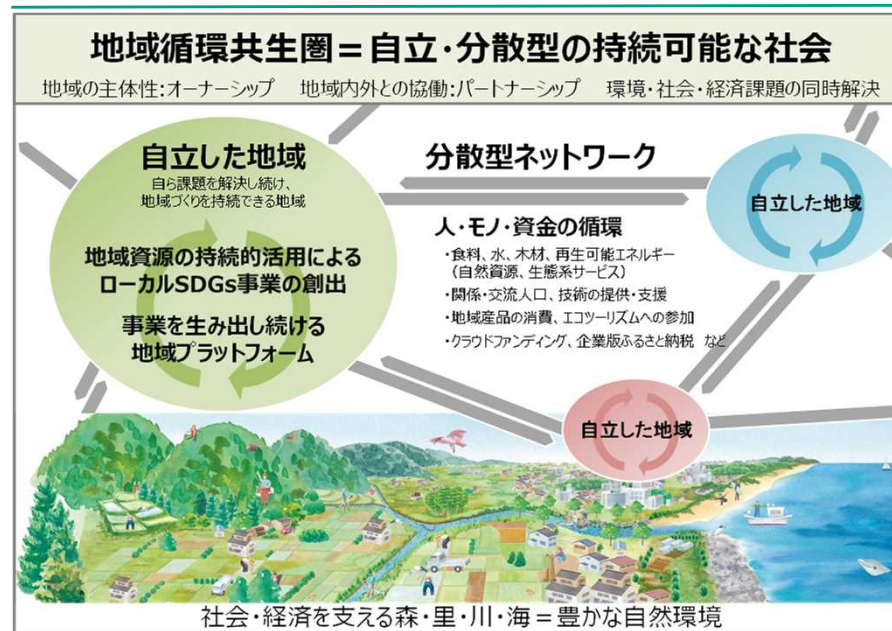 地域循環共生圏＝自立・分散型の持続可能な社会
地域の主体性：オーナーシップ　地域内外との協働：パートナーシップ　環境・社会・経済課題の同時解決
自立した地域
自ら課題を解決し続け、
地域づくりを持続できる地域
地域資源の持続的活用による
ローカルSDGs事業の創出
事業を生み出し続ける
地域プラットフォーム
分散型ネットワーク
人・モノ・資金の循環
・食料、水、木材、再生可能エネルギー
（自然資源、生態系サービス）
・関係・交流人口、技術の提供・支援
・地域産品の消費、エコツーリズムへの参加
・クラウドファンディング、企業版ふるさと納税　など
自立した地域
自立した地域
社会・経済を支える森・里・川・海＝豊かな自然環境